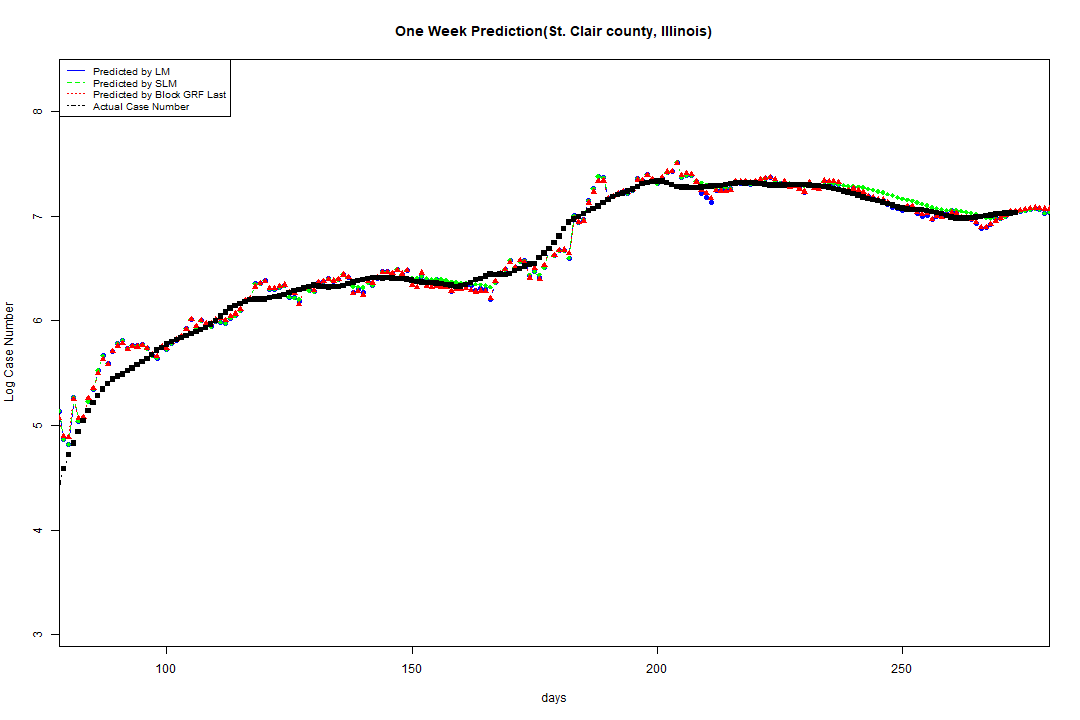 One Week Prediction(St. Clair county, Illinois)
Predicted by LM
Predicted by SLM
Predicted by Block GRF Last
Actual Case Number
8
7
6
5
4
3
Log Case Number
100 150 200 250
days